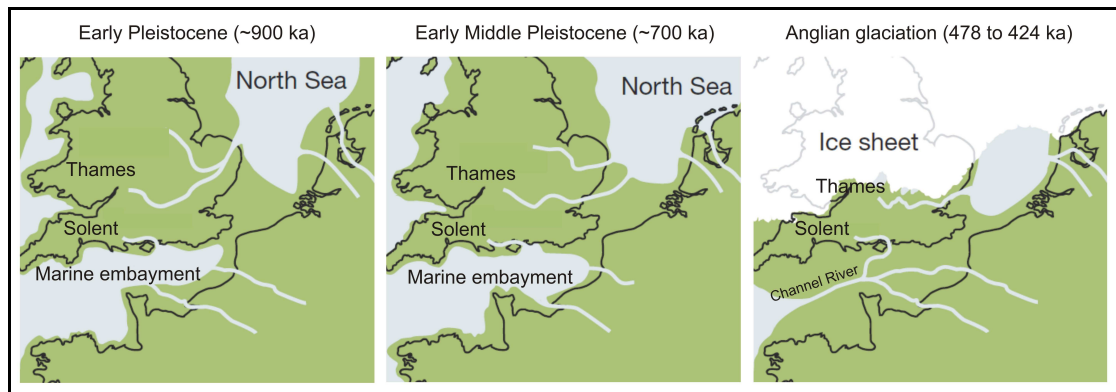 Early Pleistocene (~900 ka)
North Sea
Thames
Solent
Marine embayment
Early Middle Pleistocene (~700 ka)
North Sea
Thames
Solent
Marine embayment
Anglian glaciation (478 to 424 ka)
Ice sheet
Thames
Solent
Channel River